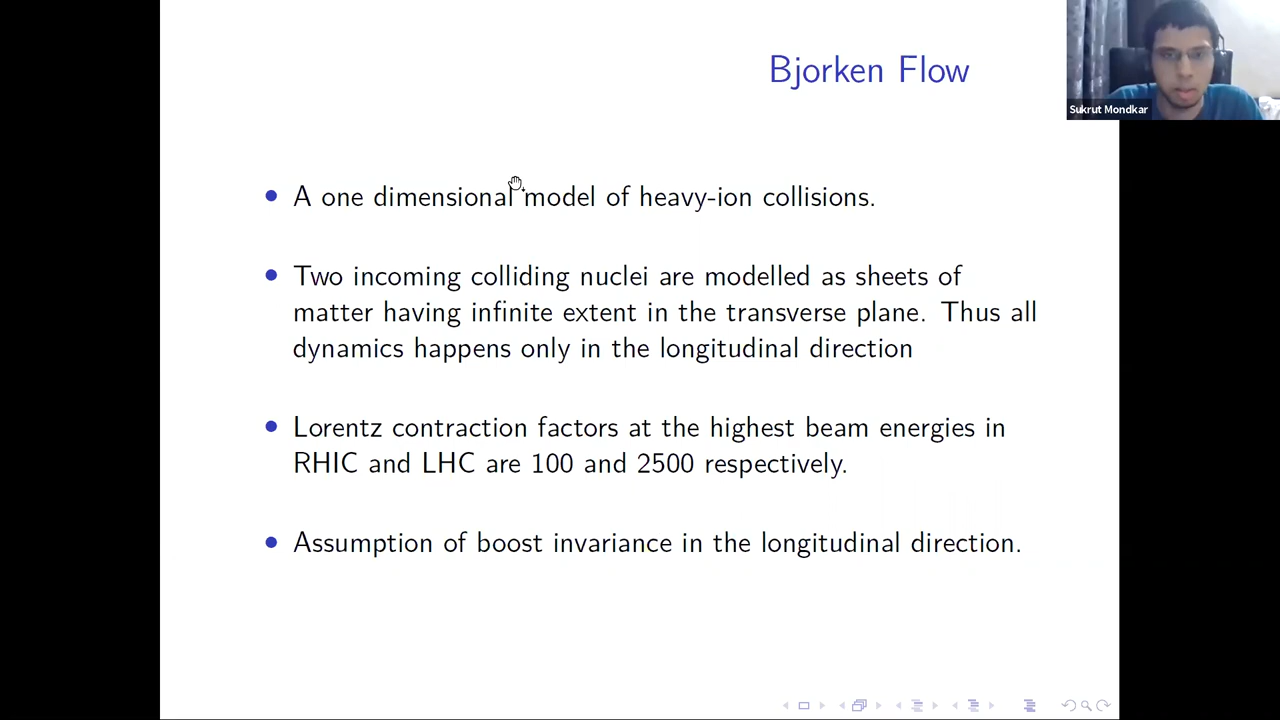 Bjorken Flow
Sukrut Mondkar
A one dimensional model of heavy-ion collisions.
Two incoming colliding nuclei are modelled as sheets of
matter having infinite extent in the transverse plane. Thus all
dynamics happens only in the longitudinal direction
Lorentz contraction factors at the highest beam energies in
RHIC and LHC are 100 and 2500 respectively.
Assumption of boost invariance in the longitudinal direction.